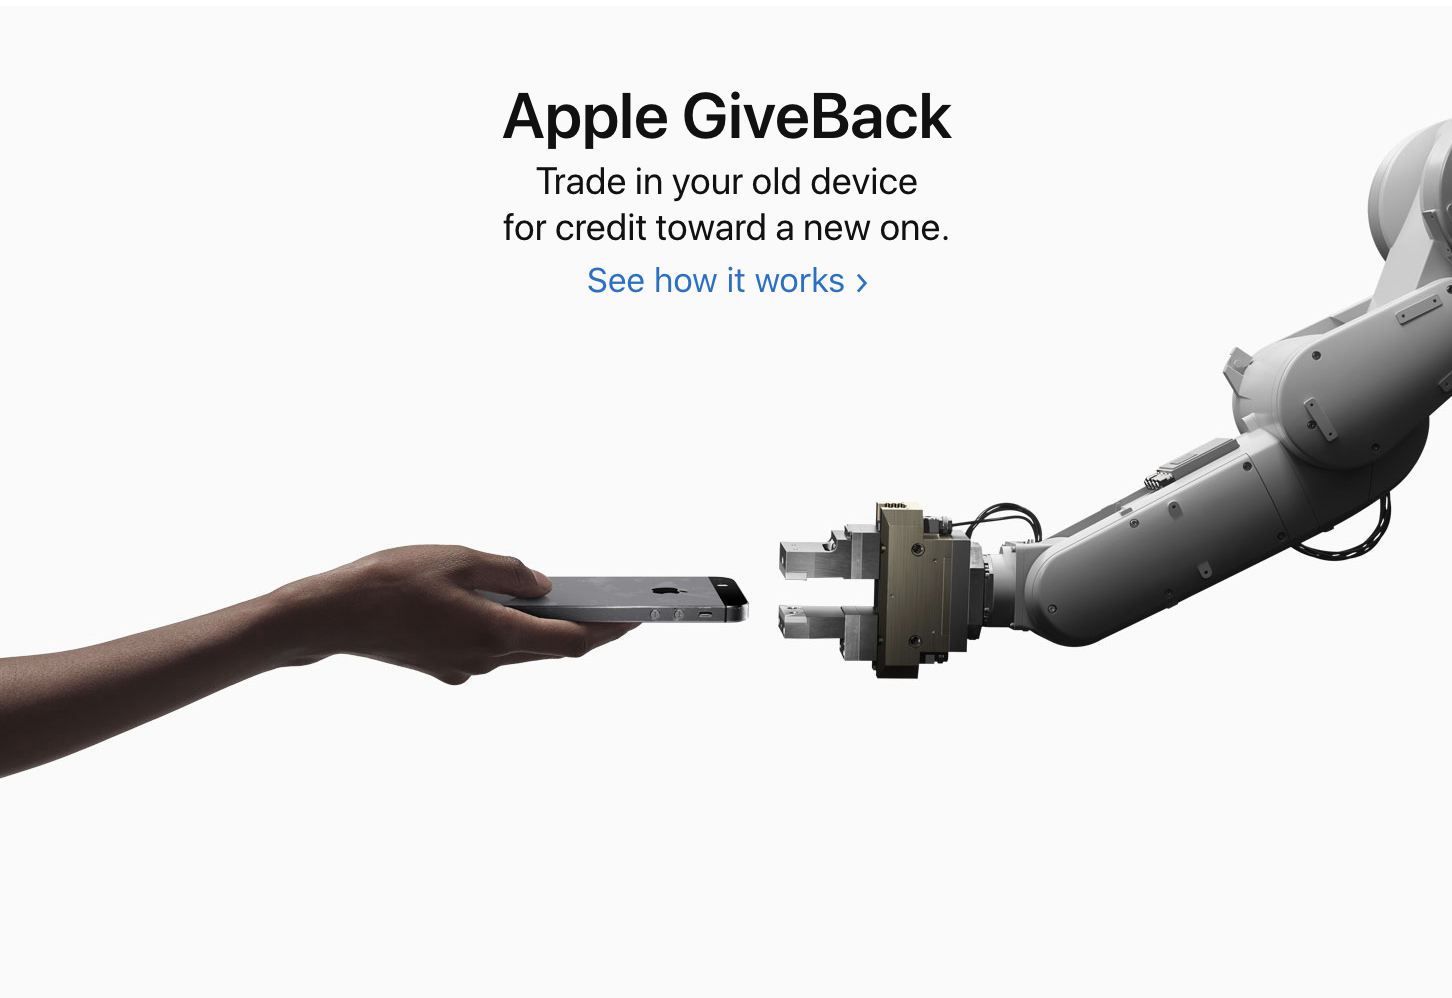 Apple GiveBack
Trade in your old device
for credit toward a new one.
See how it works ›